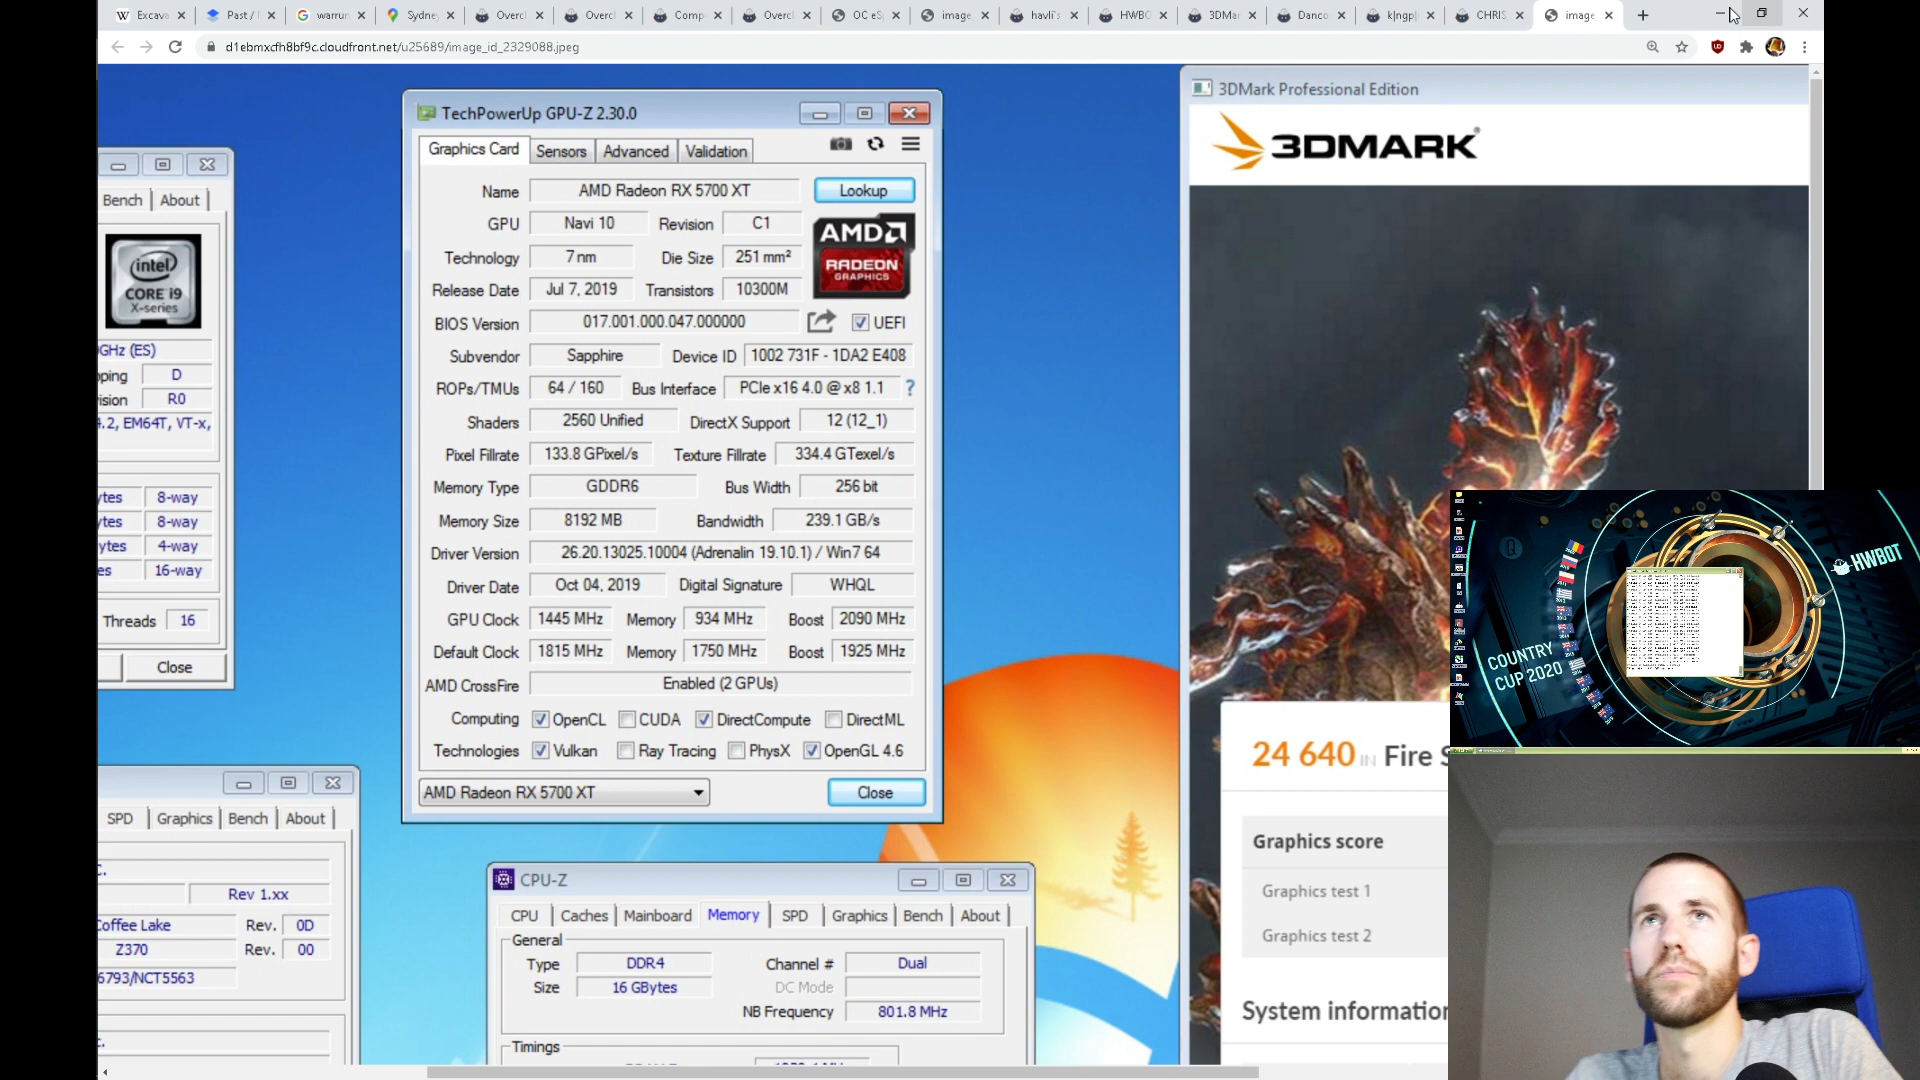 Excava
Past /
warrun
Sydney
Overcl
Overcl
Comp
Overcl
OC eS
image
havli's
HWBO
3DMar
Danco
k|ngp|
CHRIS
image
d1ebmxcfh8bf9c.cloudfront.net/u25689/image_id_2329088.jpeg
TechPowerUp GPU-Z 2.30.0
Graphics Card Sensors Advanced Validation
Name AMD Radeon RX 5700 XT Lookup
GPU Navi 10 Revision C1
Technology 7 nm Die Size 251 mm²
Release Date Jul 7, 2019 Transistors 10300M
BIOS Version 017.001.000.047.000000 UEFI
Subvendor Sapphire Device ID 1002 731F - 1DA2 E408
ROPs/TMUs 64 / 160 Bus Interface PCIe x16 4.0 @ x8 1.1 ?
Shaders 2560 Unified DirectX Support 12 (12_1)
Pixel Fillrate 133.8 GPixel/s Texture Fillrate 334.4 GTexel/s
Memory Type GDDR6 Bus Width 256 bit
Memory Size 8192 MB Bandwidth 239.1 GB/s
Driver Version 26.20.13025.10004 (Adrenalin 19.10.1) / Win7 64
Driver Date Oct 04, 2019 Digital Signature WHQL
GPU Clock 1445 MHz Memory 934 MHz Boost 2090 MHz
Default Clock 1815 MHz Memory 1750 MHz Boost 1925 MHz
AMD CrossFire Enabled (2 GPUs)
Computing OpenCL CUDA DirectCompute DirectML
Technologies Vulkan Ray Tracing PhysX OpenGL 4.6
AMD Radeon RX 5700 XT Close
AMD
RADEON
GRAPHICS
Bench About
intel
CORE i9
X-series
GHz (ES)
pping D
ision R0
4.2, EM64T, VT-x,
ytes 8-way
ytes 8-way
ytes 4-way
es 16-way
Threads 16
Close
SPD Graphics Bench About
C.
Rev 1.xx
Coffee Lake Rev. 0D
Z370 Rev. 00
6793/NCT5563
CPU-Z
CPU Caches Mainboard Memory SPD Graphics Bench About
General
Type DDR4 Channel # Dual
Size 16 GBytes DC Mode
NB Frequency 801.8 MHz
Timings
3DMark Professional Edition
3DMARK
24 640 IN Fire S
Graphics score
Graphics test 1
Graphics test 2
System information
HWBOT
COUNTRY
CUP 2020